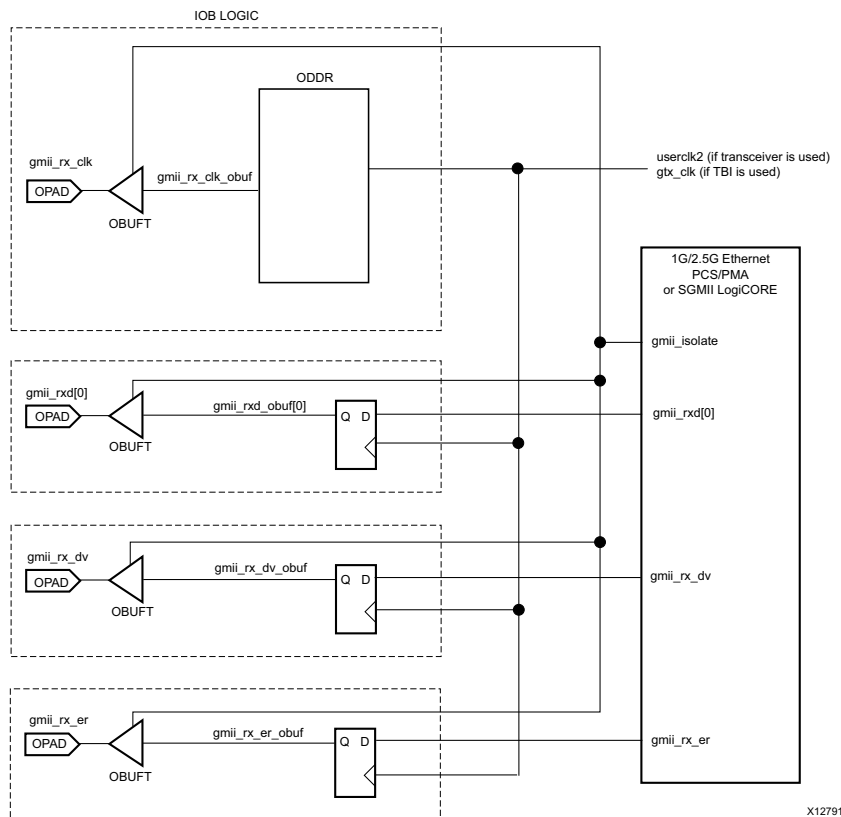 IOB LOGIC
ODDR
gmii_rx_clk
OPAD
gmii_rx_clk_obuf
OBUFT
userclk2 (if transceiver is used)
gtx_clk (if TBI is used)
1G/2.5G Ethernet
PCS/PMA
or SGMII LogiCORE
gmii_isolate
gmii_rxd[0]
OPAD
gmii_rxd_obuf[0]
Q D
gmii_rxd[0]
OBUFT
gmii_rx_dv
OPAD
gmii_rx_dv_obuf
Q D
gmii_rx_dv
OBUFT
gmii_rx_er
OPAD
gmii_rx_er_obuf
Q D
gmii_rx_er
OBUFT
X12791